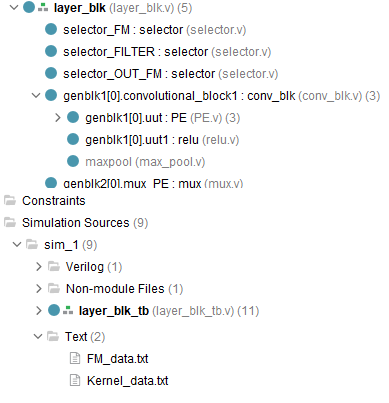 layer_blk (layer_blk.v) (5)
selector_FM : selector (selector.v)
selector_FILTER : selector (selector.v)
selector_OUT_FM : selector (selector.v)
genblk1[0].convolutional_block1 : conv_blk (conv_blk.v) (3)
genblk1[0].uut : PE (PE.v) (3)
genblk1[0].uut1 : relu (relu.v)
maxpool (max_pool.v)
genblk2[0].mux_PE : mux (mux.v)
Constraints
Simulation Sources (9)
sim_1 (9)
Verilog (1)
Non-module Files (1)
layer_blk_tb (layer_blk_tb.v) (11)
Text (2)
FM_data.txt
Kernel_data.txt